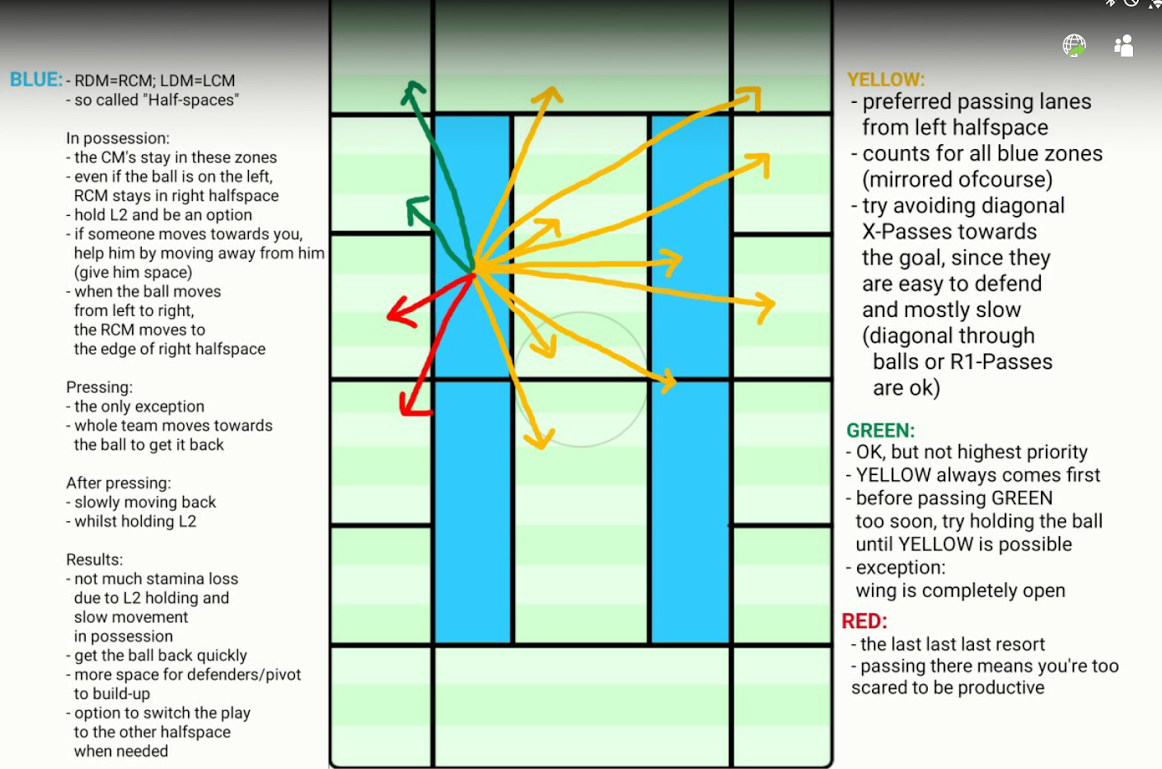 BLUE: - RDM=RCM; LDM=LCM
- so called "Half-spaces"
In possession:
- the CM's stay in these zones
- even if the ball is on the left,
RCM stays in right halfspace
- hold L2 and be an option
- if someone moves towards you,
help him by moving away from him
(give him space)
- when the ball moves
from left to right,
the RCM moves to
the edge of right halfspace
Pressing:
- the only exception
- whole team moves towards
the ball to get it back
After pressing:
- slowly moving back
- whilst holding L2
Results:
- not much stamina loss
due to L2 holding and
slow movement
in possession
- get the ball back quickly
- more space for defenders/pivot
to build-up
- option to switch the play
to the other halfspace
when needed
YELLOW:
- preferred passing lanes
from left halfspace
- counts for all blue zones
(mirrored ofcourse)
- try avoiding diagonal
X-Passes towards
the goal, since they
are easy to defend
and mostly slow
(diagonal through
balls or R1-Passes
are ok)
GREEN:
- OK, but not highest priority
- YELLOW always comes first
- before passing GREEN
too soon, try holding the ball
until YELLOW is possible
- exception:
wing is completely open
RED:
- the last last last resort
- passing there means you're too
scared to be productive